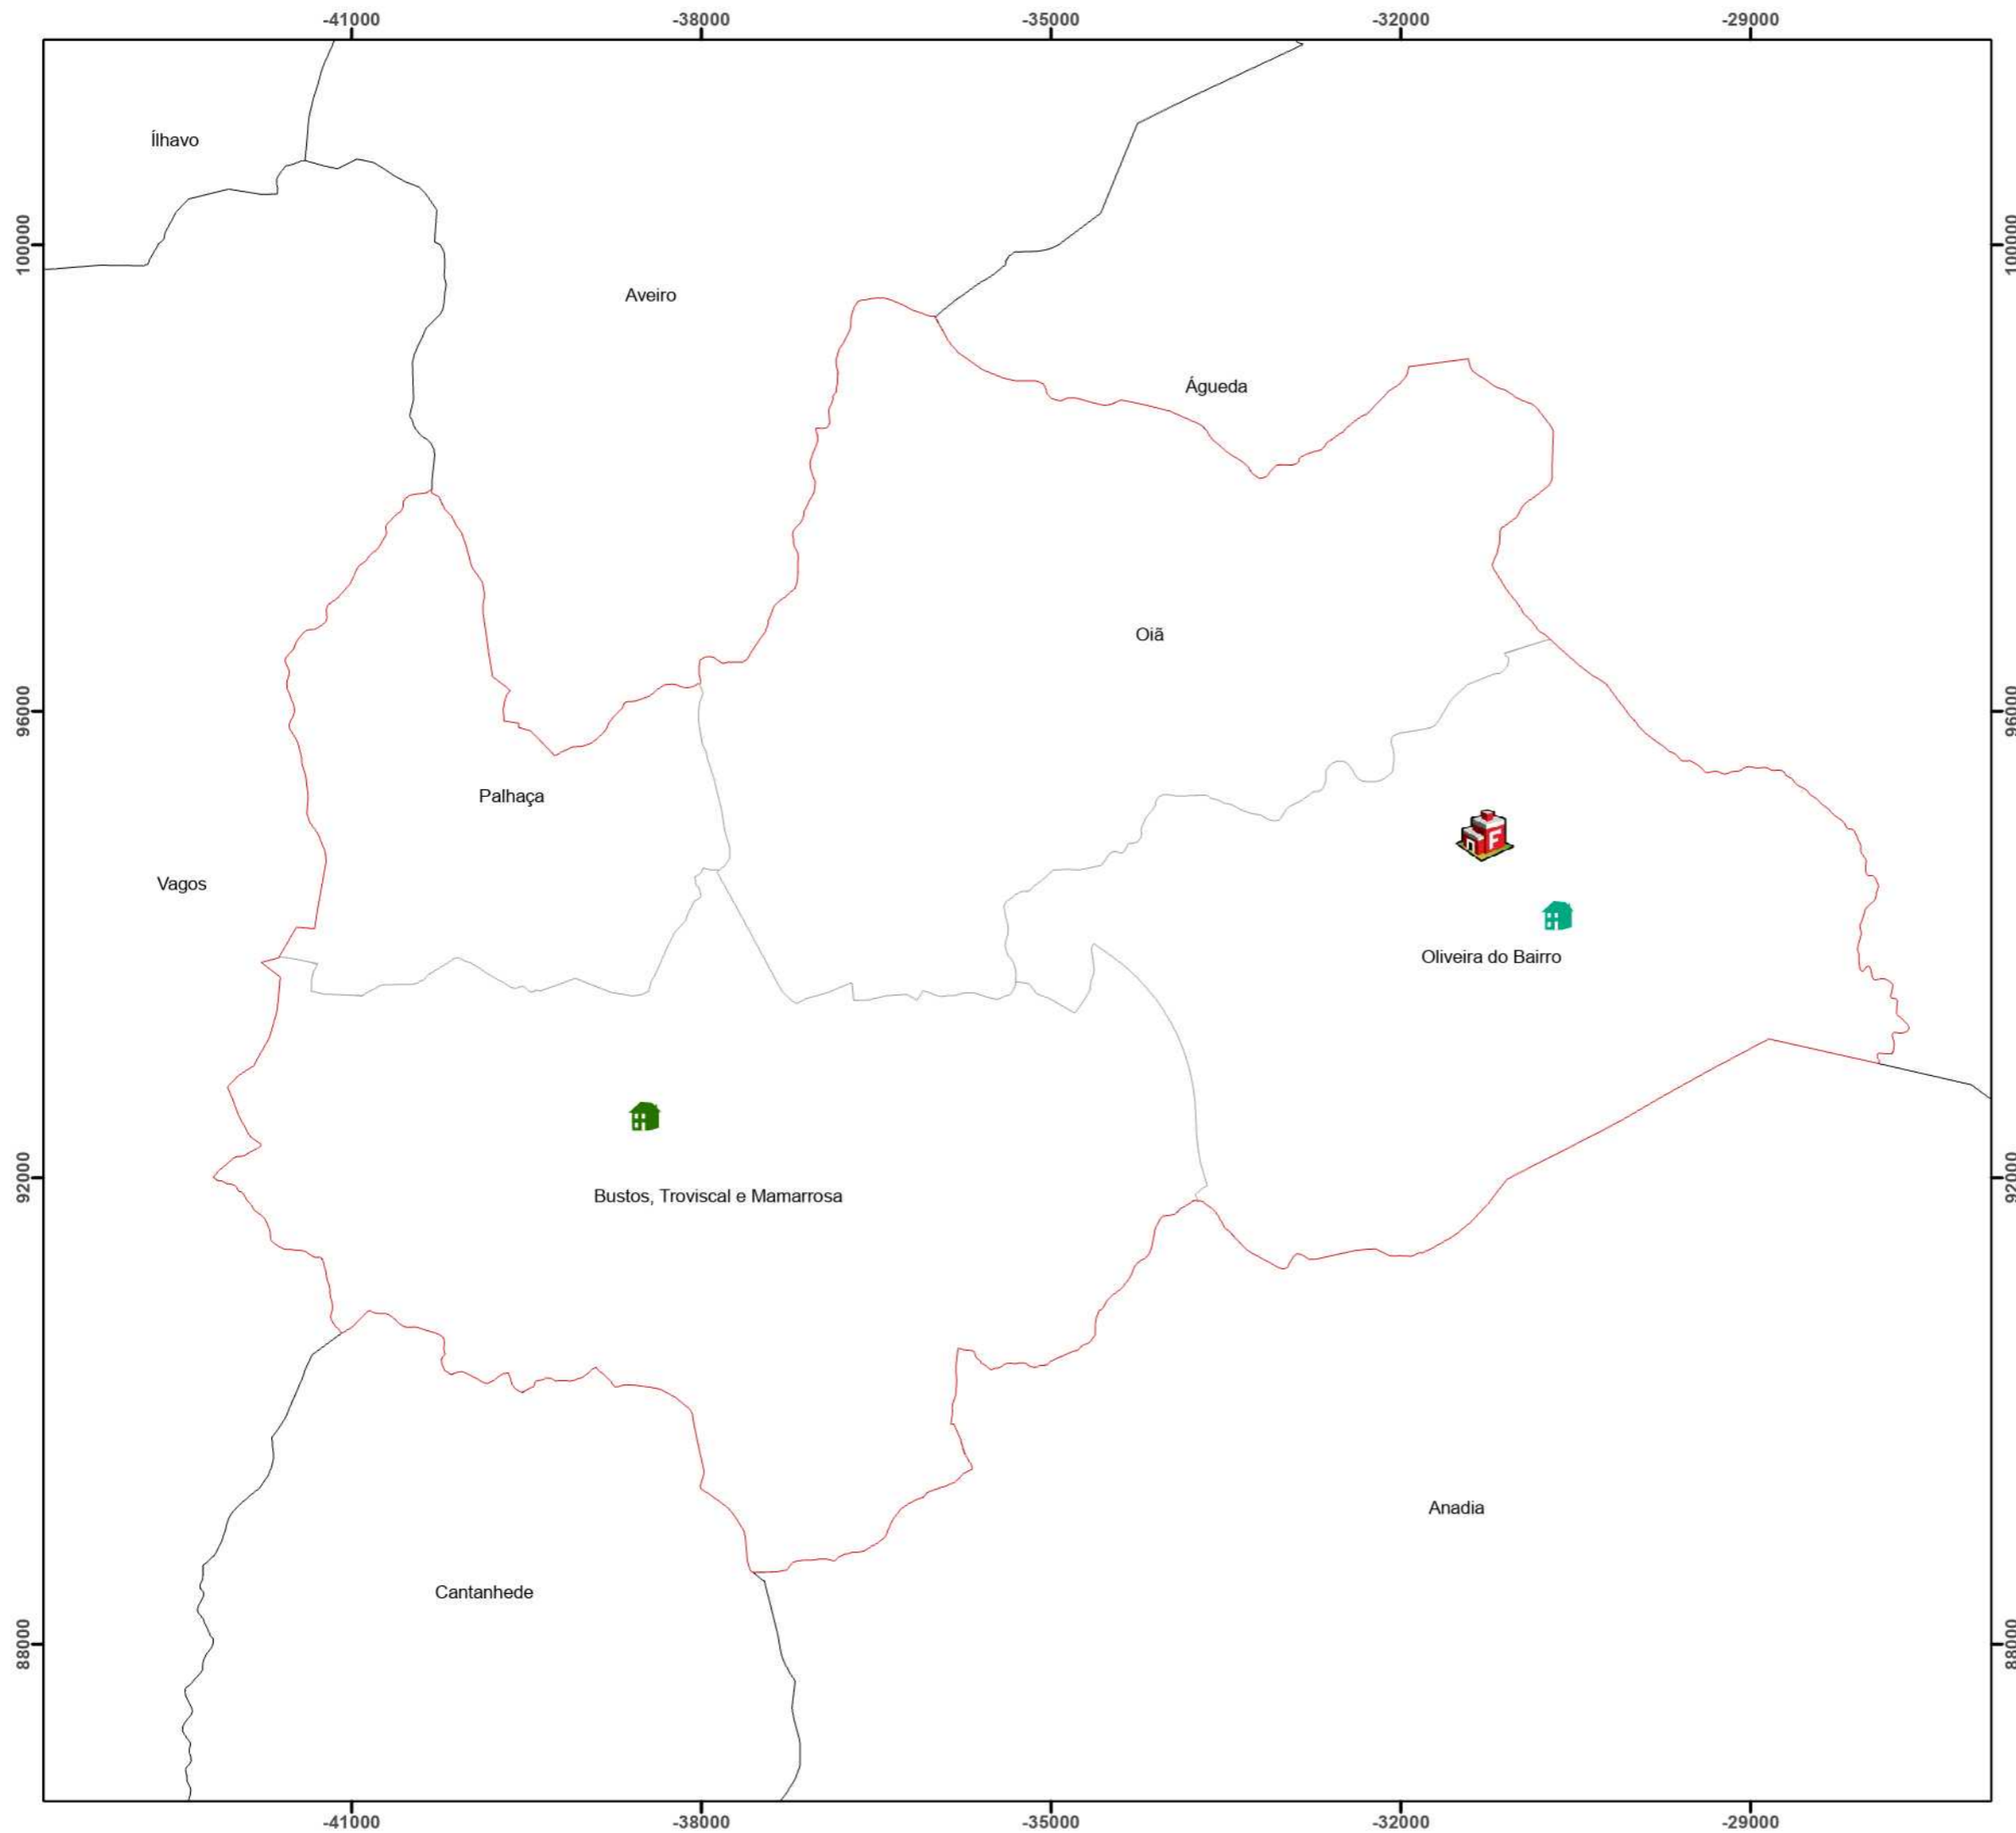 -41000 -38000 -35000 -32000 -29000
Ílhavo
100000 100000
Aveiro
Águeda
Oiã
96000 96000
Palhaça
F
Vagos
Oliveira do Bairro
92000 92000
Bustos, Troviscal e Mamarrosa
Anadia
Cantanhede
88000 88000
-41000 -38000 -35000 -32000 -29000